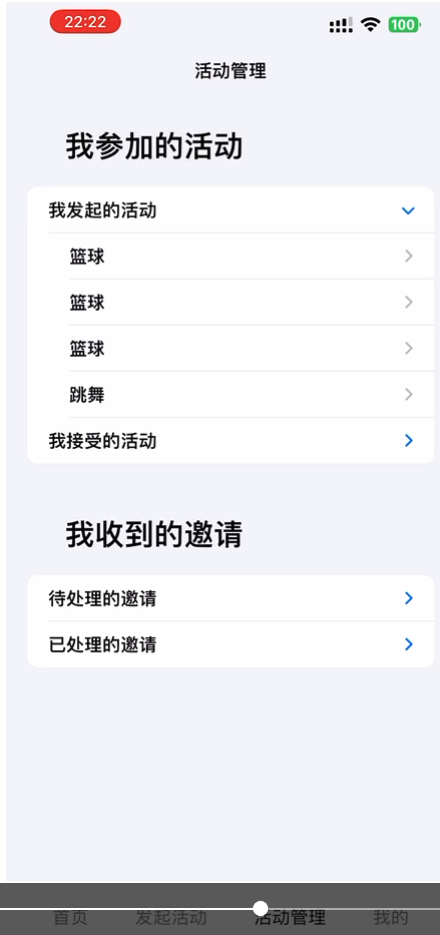 22:22
100
活动管理
我参加的活动
我发起的活动
篮球
篮球
篮球
跳舞
我接受的活动
我收到的邀请
待处理的邀请
已处理的邀请
首页 发起活动 活动管理 我的